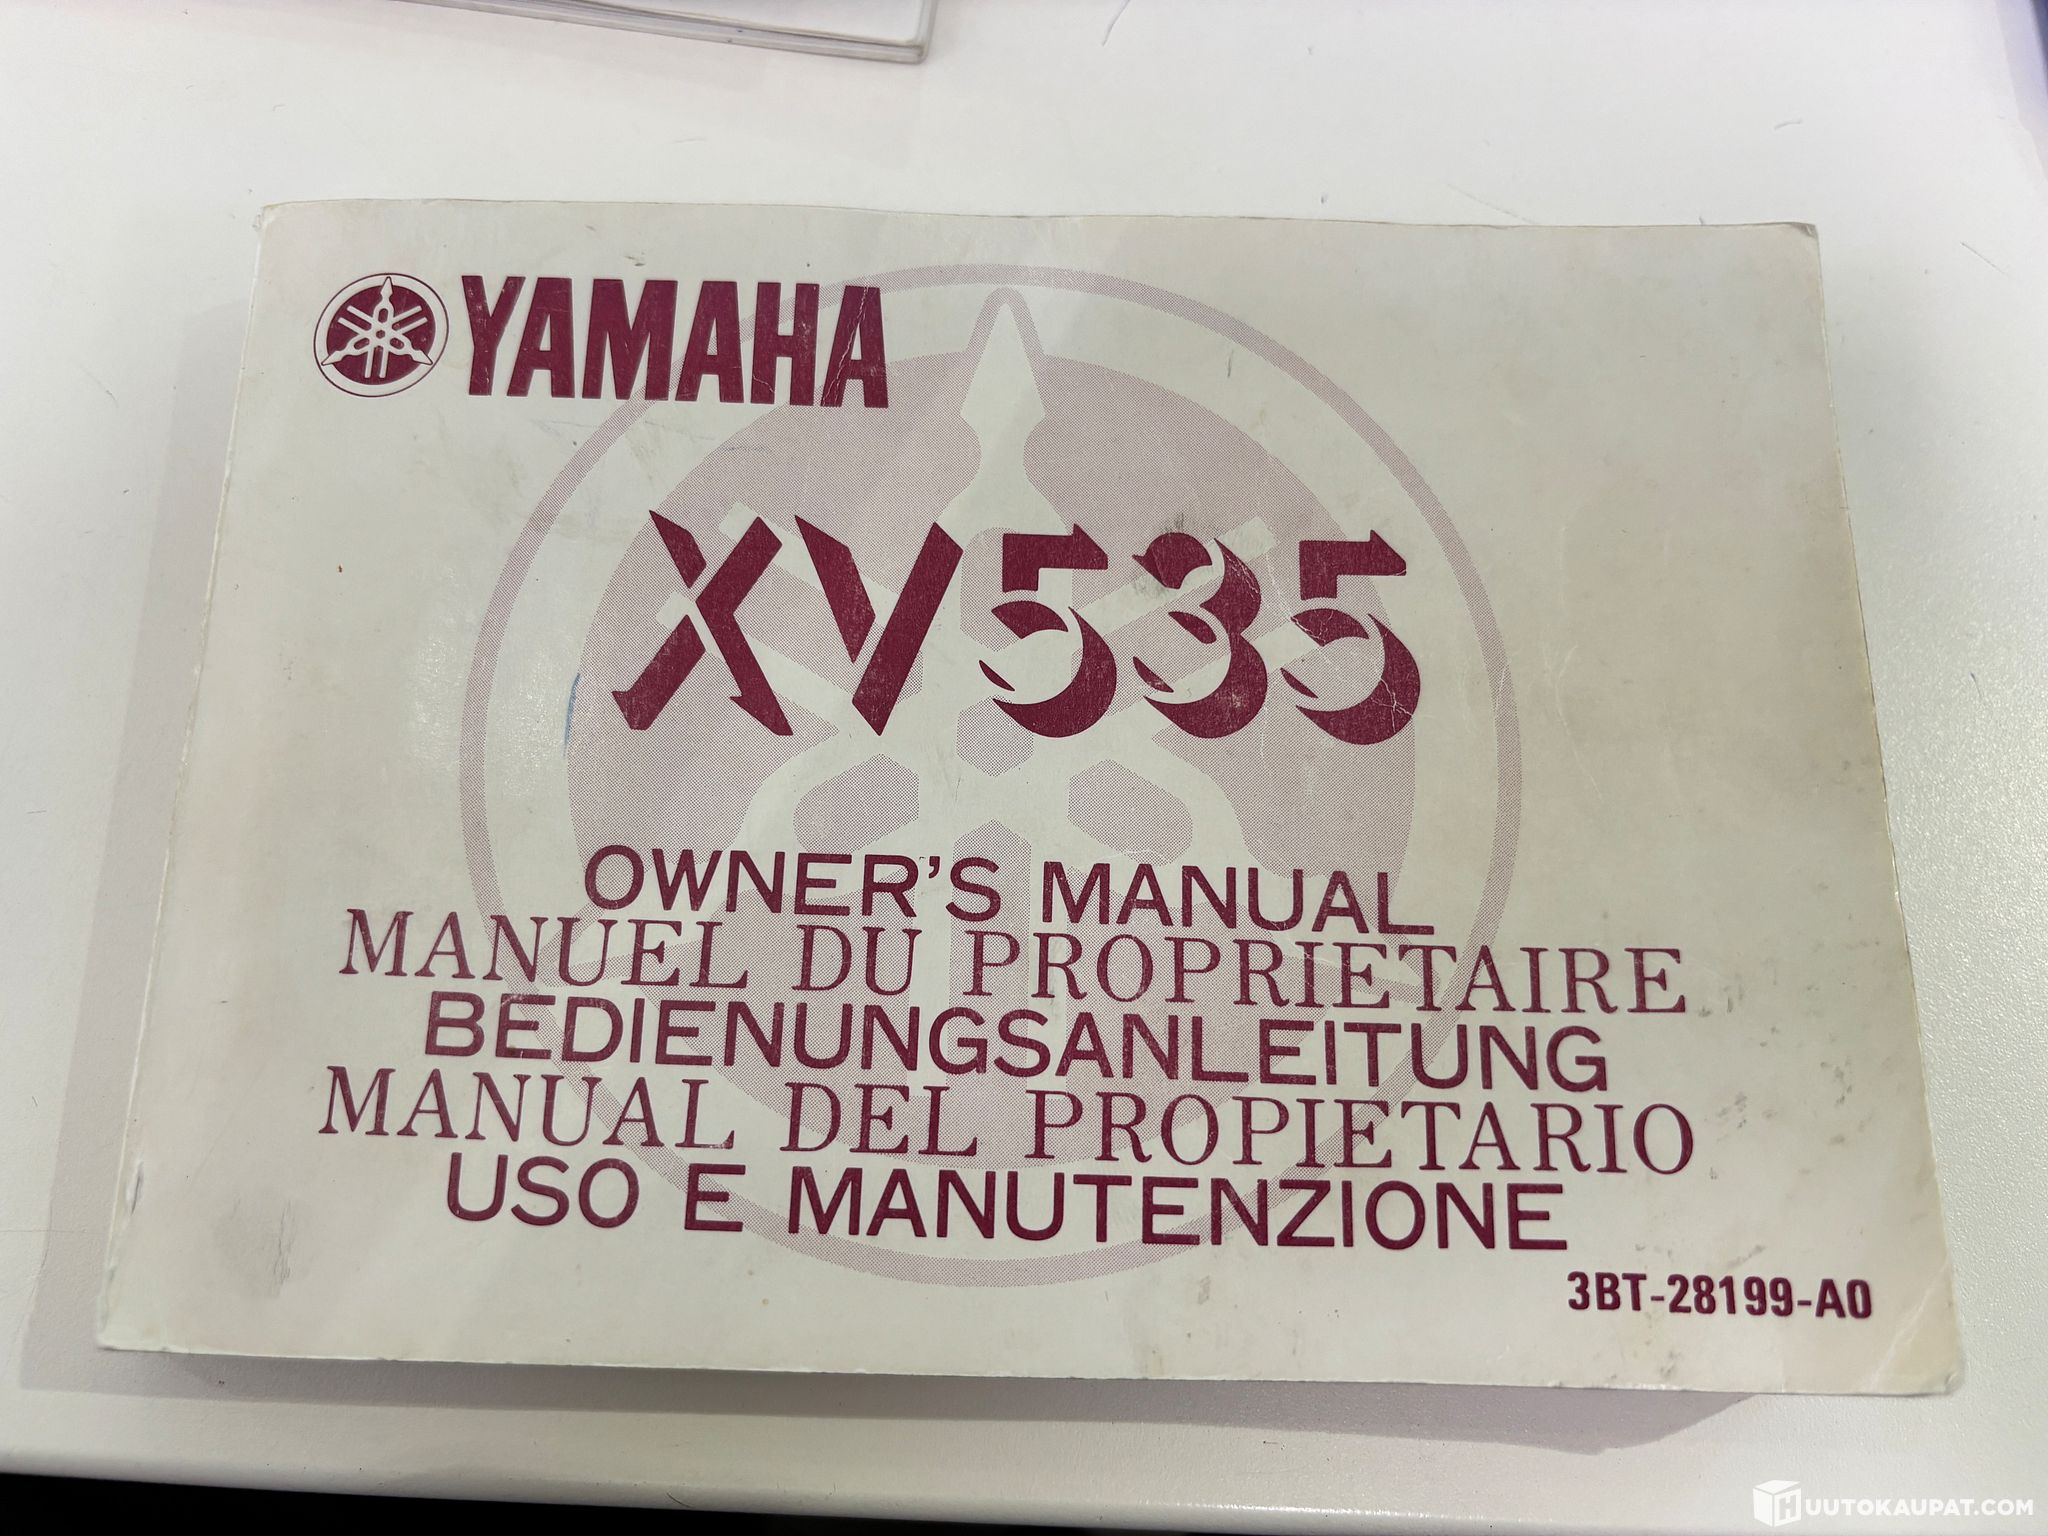 YAMAHA
XV535
OWNER'S MANUAL
MANUEL DU PROPRIETAIRE
BEDIENUNGSANLEITUNG
MANUAL DEL PROPIETARIO
USO E MANUTENZIONE
3BT-28199-A0
HUUTOKAUPAT.COM